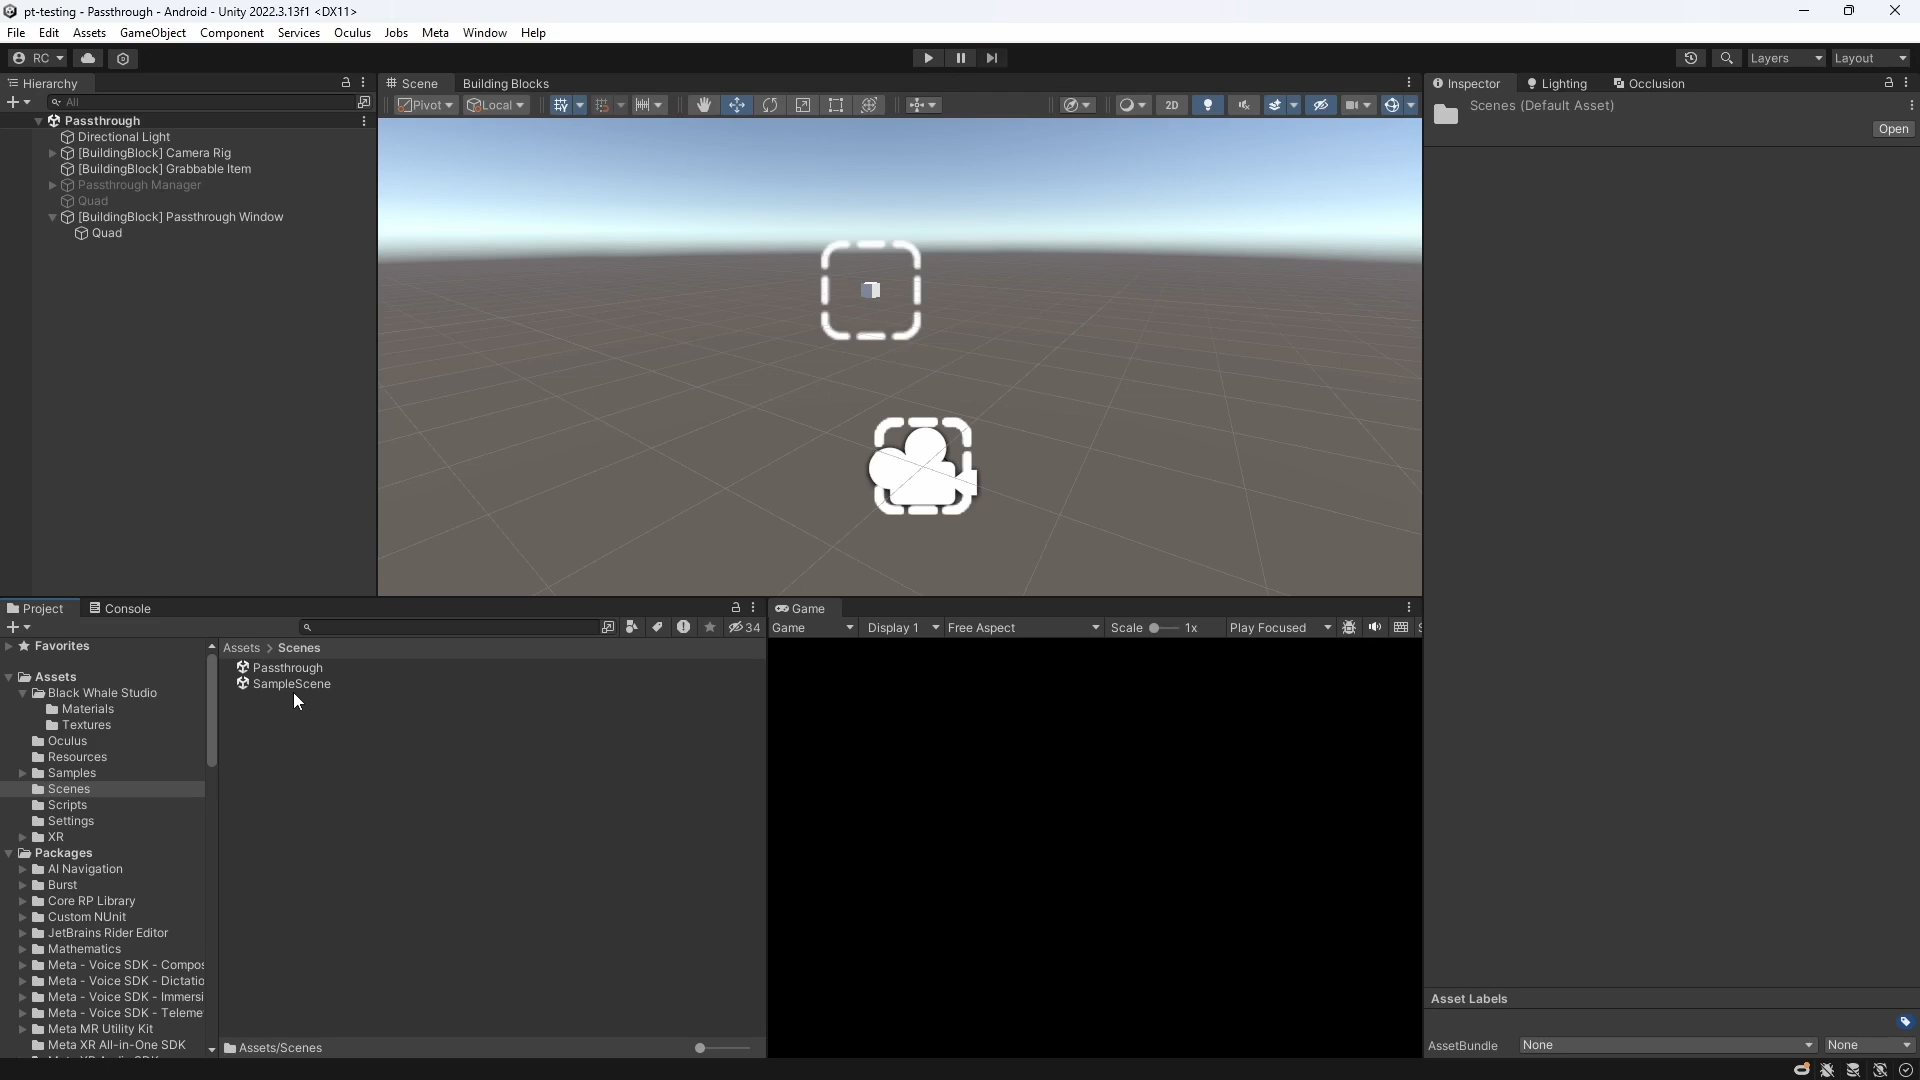 pt-testing - Passthrough - Android - Unity 2022.3.13f1 <DX11>
File Edit Assets GameObject Component Services Oculus Jobs Meta Window Help
RC Layers Layout
Hierarchy
All
Passthrough
Directional Light
[BuildingBlock] Camera Rig
[BuildingBlock] Grabbable Item
Passthrough Manager
Quad
[BuildingBlock] Passthrough Window
Quad
Scene Building Blocks
Pivot Local 2D
Inspector Lighting Occlusion
Scenes (Default Asset)
Open
Project Console
34
Favorites
Assets
Black Whale Studio
Materials
Textures
Oculus
Resources
Samples
Scenes
Scripts
Settings
XR
Packages
AI Navigation
Burst
Core RP Library
Custom NUnit
JetBrains Rider Editor
Mathematics
Meta - Voice SDK - Compos
Meta - Voice SDK - Dictatio
Meta - Voice SDK - Immersi
Meta - Voice SDK - Teleme
Meta MR Utility Kit
Meta XR All-in-One SDK
Assets > Scenes
Passthrough
SampleScene
Assets/Scenes
Game
Game Display 1 Free Aspect Scale 1x Play Focused
Asset Labels
AssetBundle None None